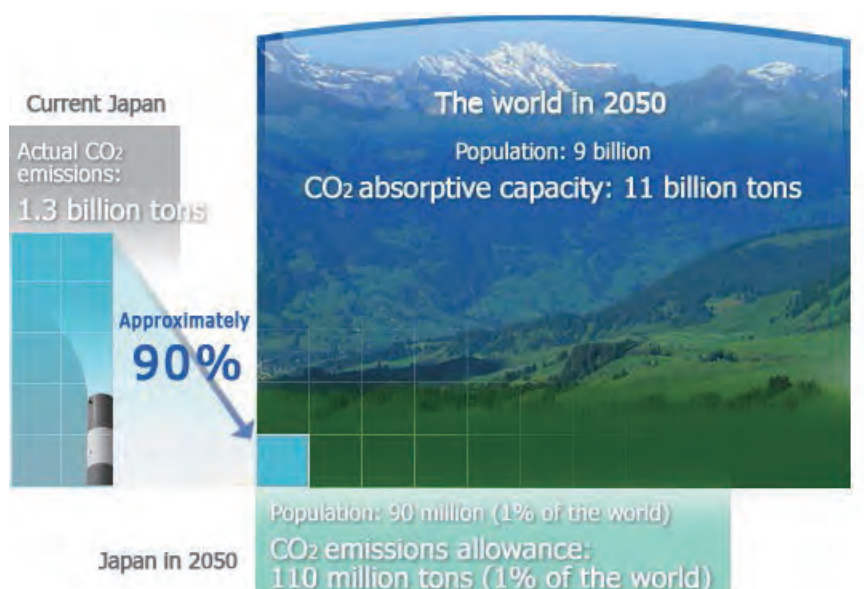 Current Japan
Actual CO2
emissions:
1.3 billion tons
Approximately
90%
The world in 2050
Population: 9 billion
CO2 absorptive capacity: 11 billion tons
Japan in 2050
Population: 90 million (1% of the world)
CO2 emissions allowance:
110 million tons (1% of the world)